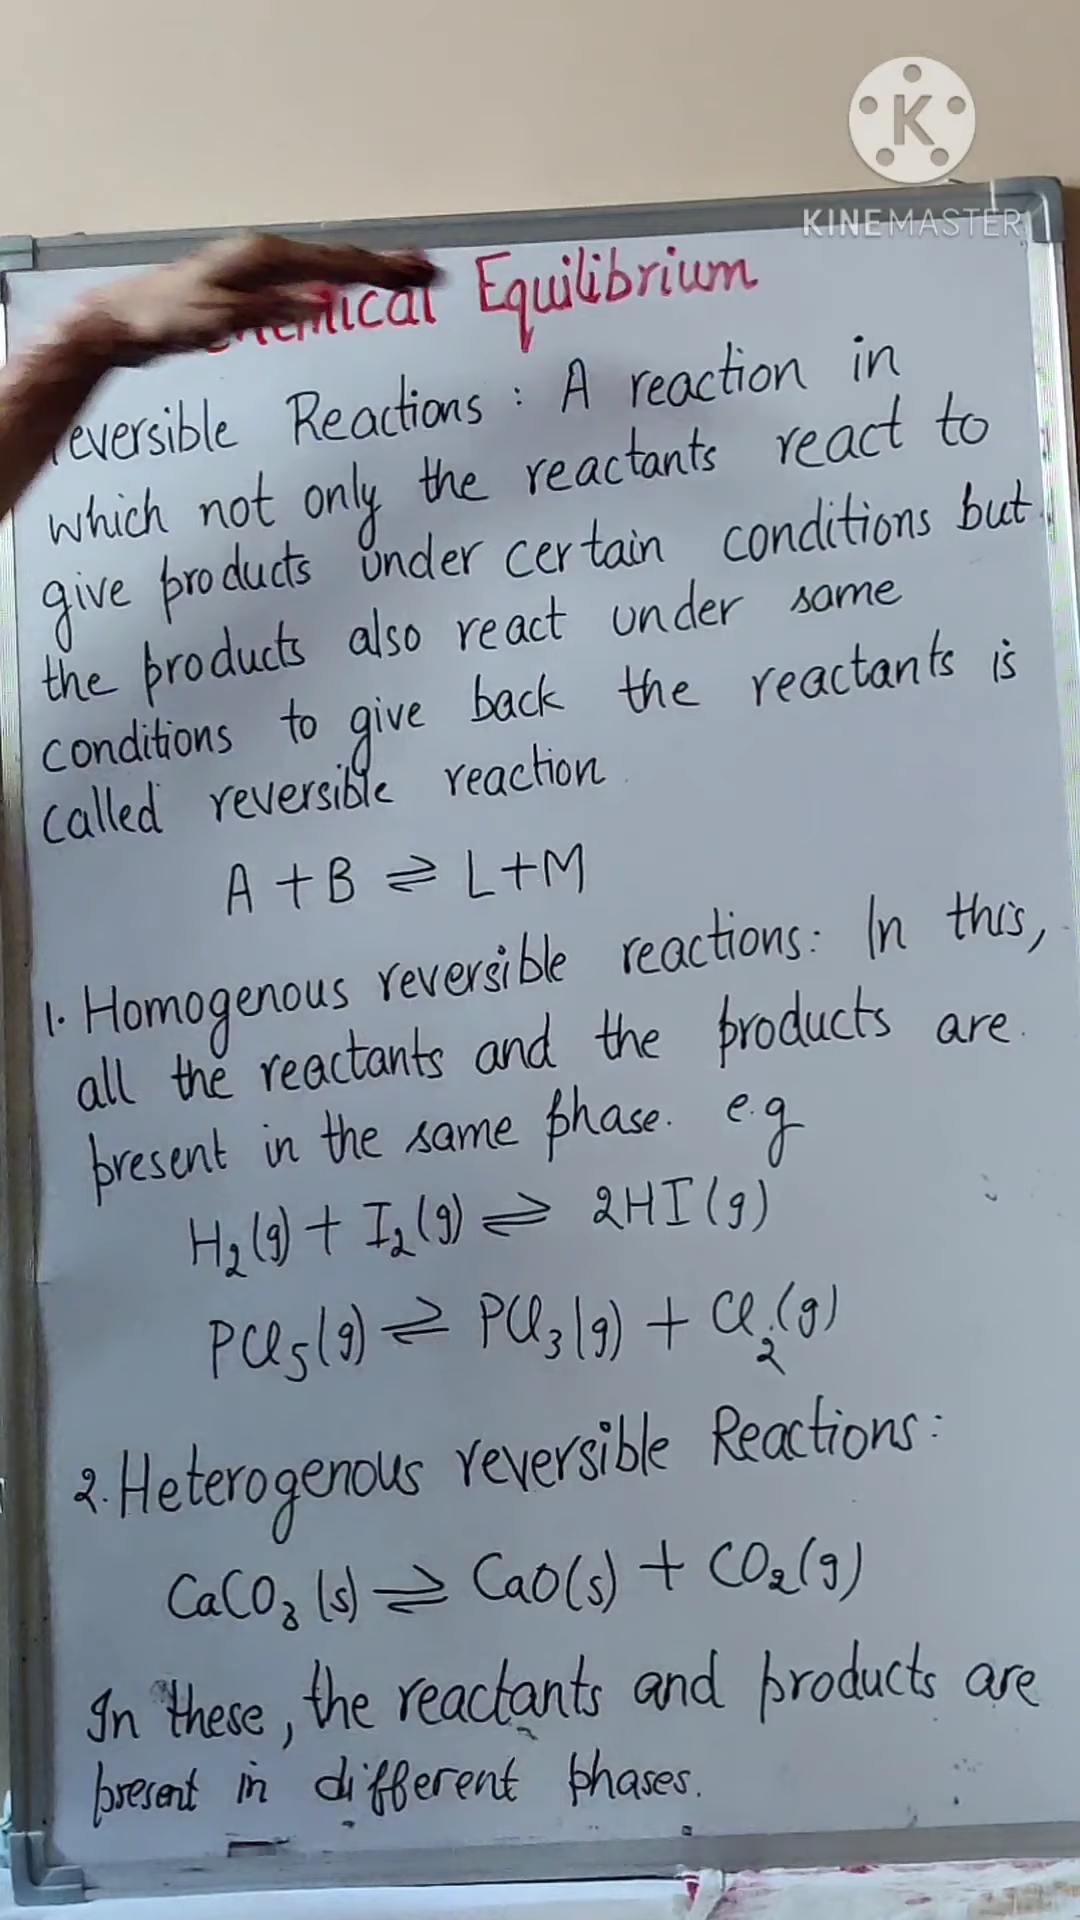 K
KINEMASTER
Chemical Equilibrium
eversible Reactions : A reaction in
which not only the reactants react to
give products under certain conditions but
the products also react under same
conditions to give back the reactants is
called reversible reaction
A + B ⇌ L + M
1. Homogenous reversible reactions: In this,
all the reactants and the products are
present in the same phase. e.g
H₂(g) + I₂(g) ⇌ 2HI(g)
PCl₅(g) ⇌ PCl₃(g) + Cl₂(g)
2. Heterogenous reversible Reactions:
CaCO₃(s) ⇌ CaO(s) + CO₂(g)
In these, the reactants and products are
present in different phases.